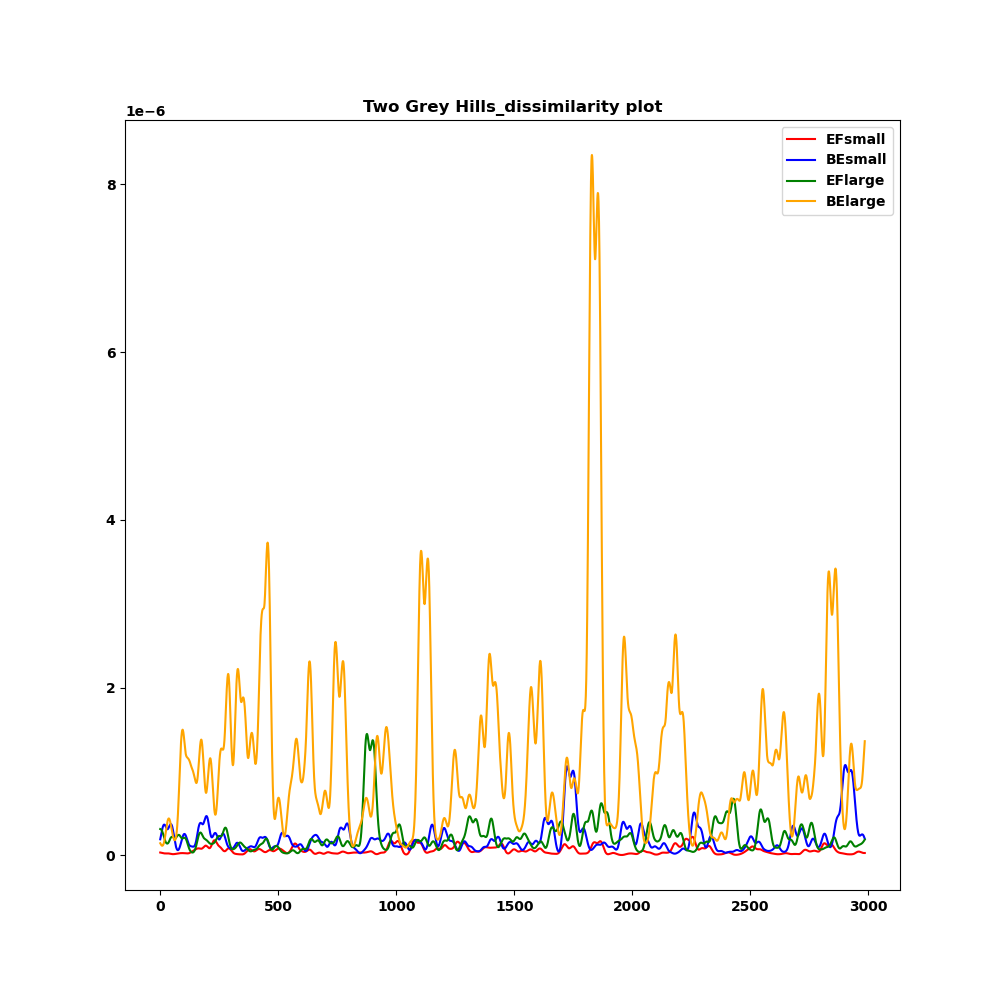 Two Grey Hills_dissimilarity plot
1e−6
EFsmall
BEsmall
EFlarge
BElarge
8
6
4
2
0
0 500 1000 1500 2000 2500 3000